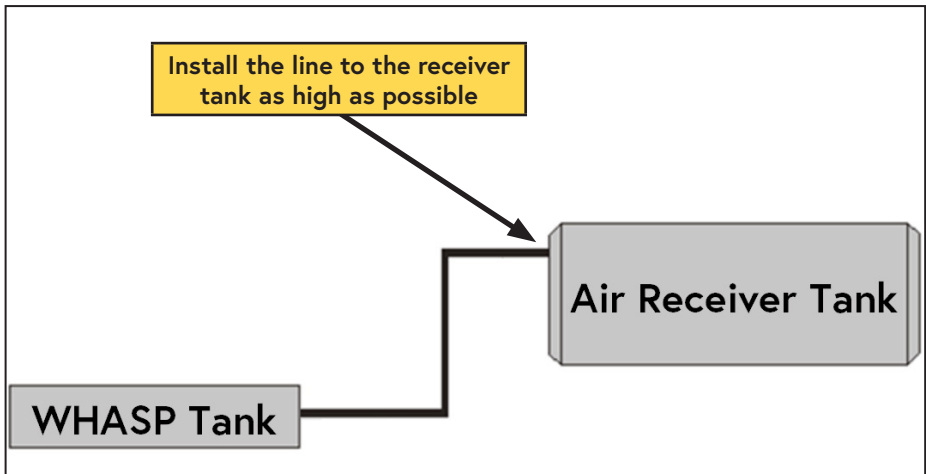 Install the line to the receiver
tank as high as possible
Air Receiver Tank
WHASP Tank